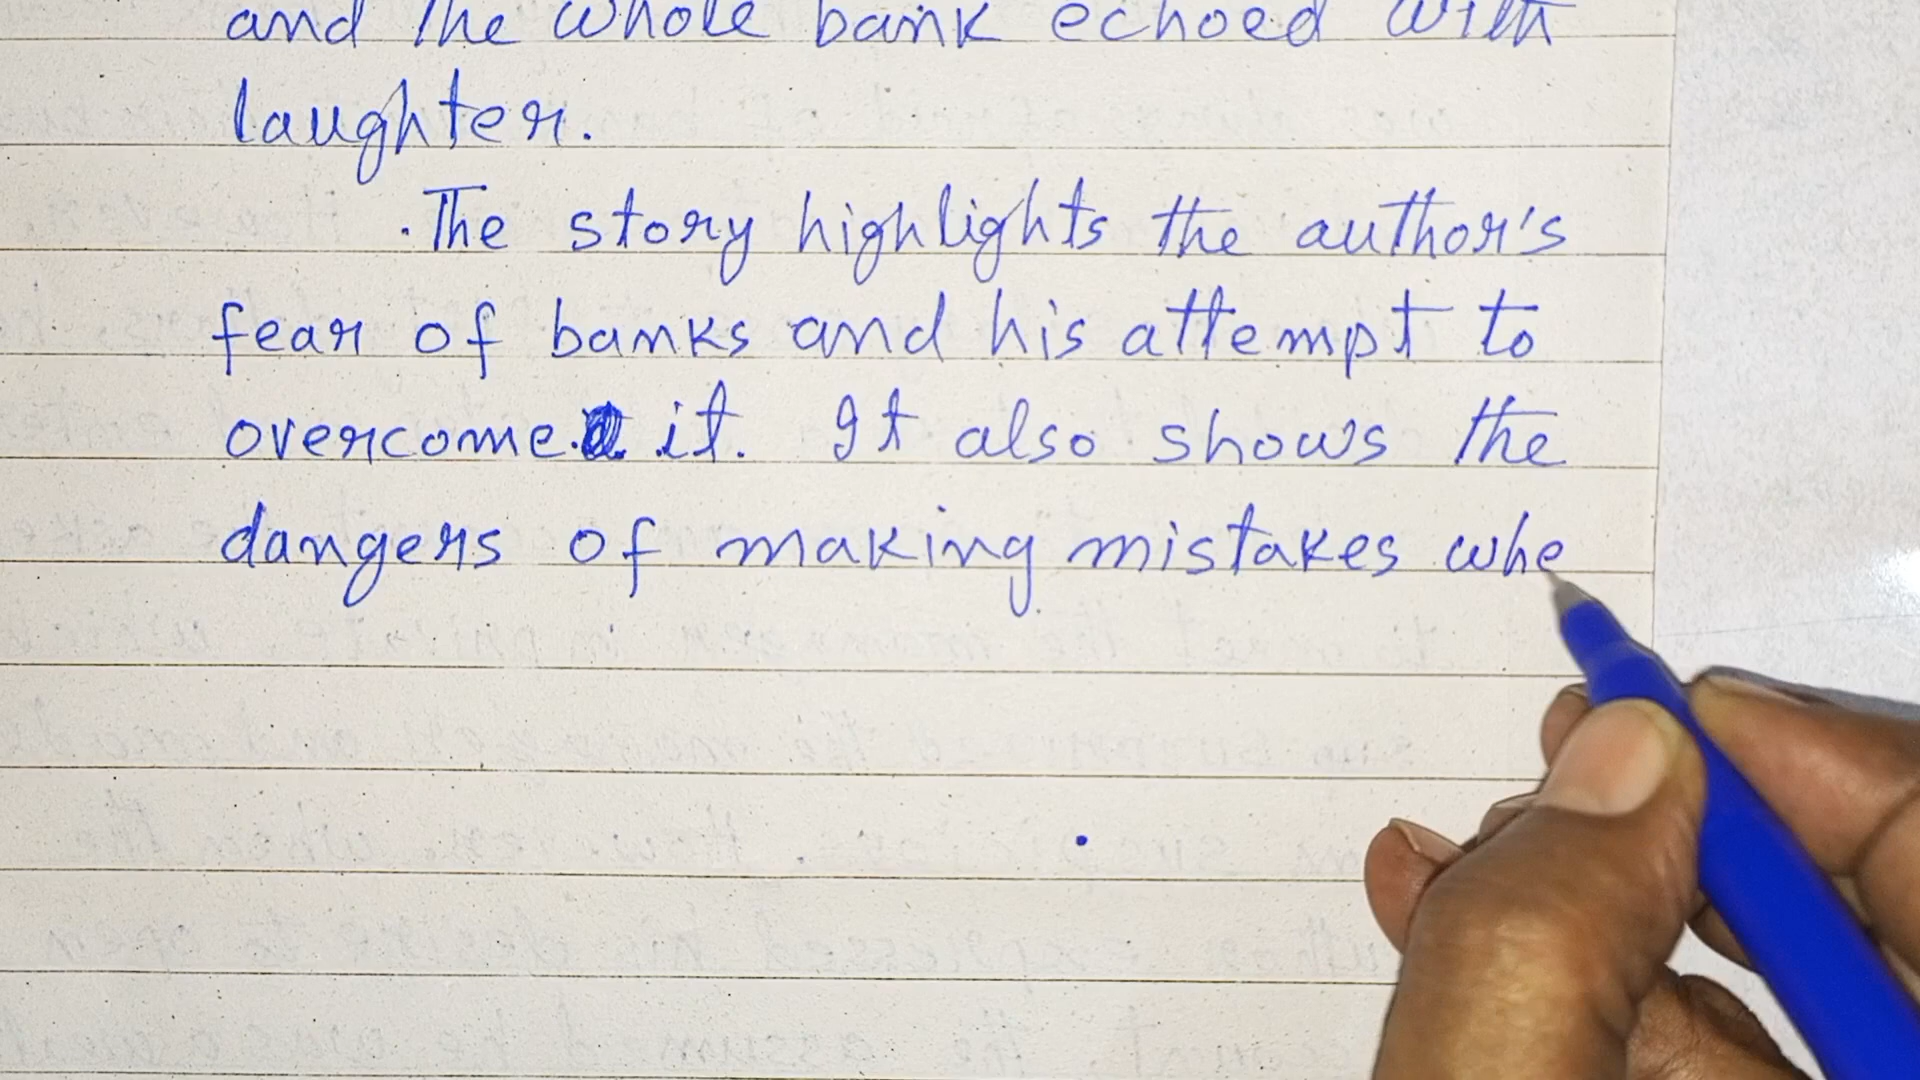 and the whole bank echoed with
laughter.
The story highlights the author's
fear of banks and his attempt to
overcome it. It also shows the
dangers of making mistakes whe